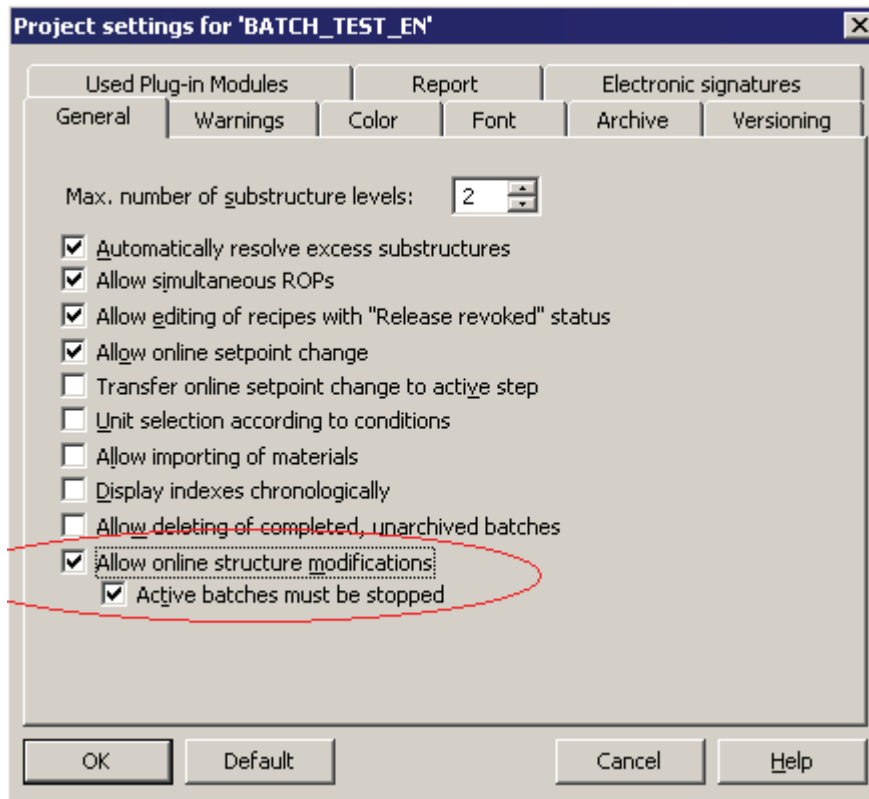 Project settings for 'BATCH_TEST_EN'
Used Plug-in Modules Report Electronic signatures
General Warnings Color Font Archive Versioning
Max. number of substructure levels: 2
Automatically resolve excess substructures
Allow simultaneous ROPs
Allow editing of recipes with "Release revoked" status
Allow online setpoint change
Transfer online setpoint change to active step
Unit selection according to conditions
Allow importing of materials
Display indexes chronologically
Allow deleting of completed, unarchived batches
Allow online structure modifications
Active batches must be stopped
OK Default Cancel Help